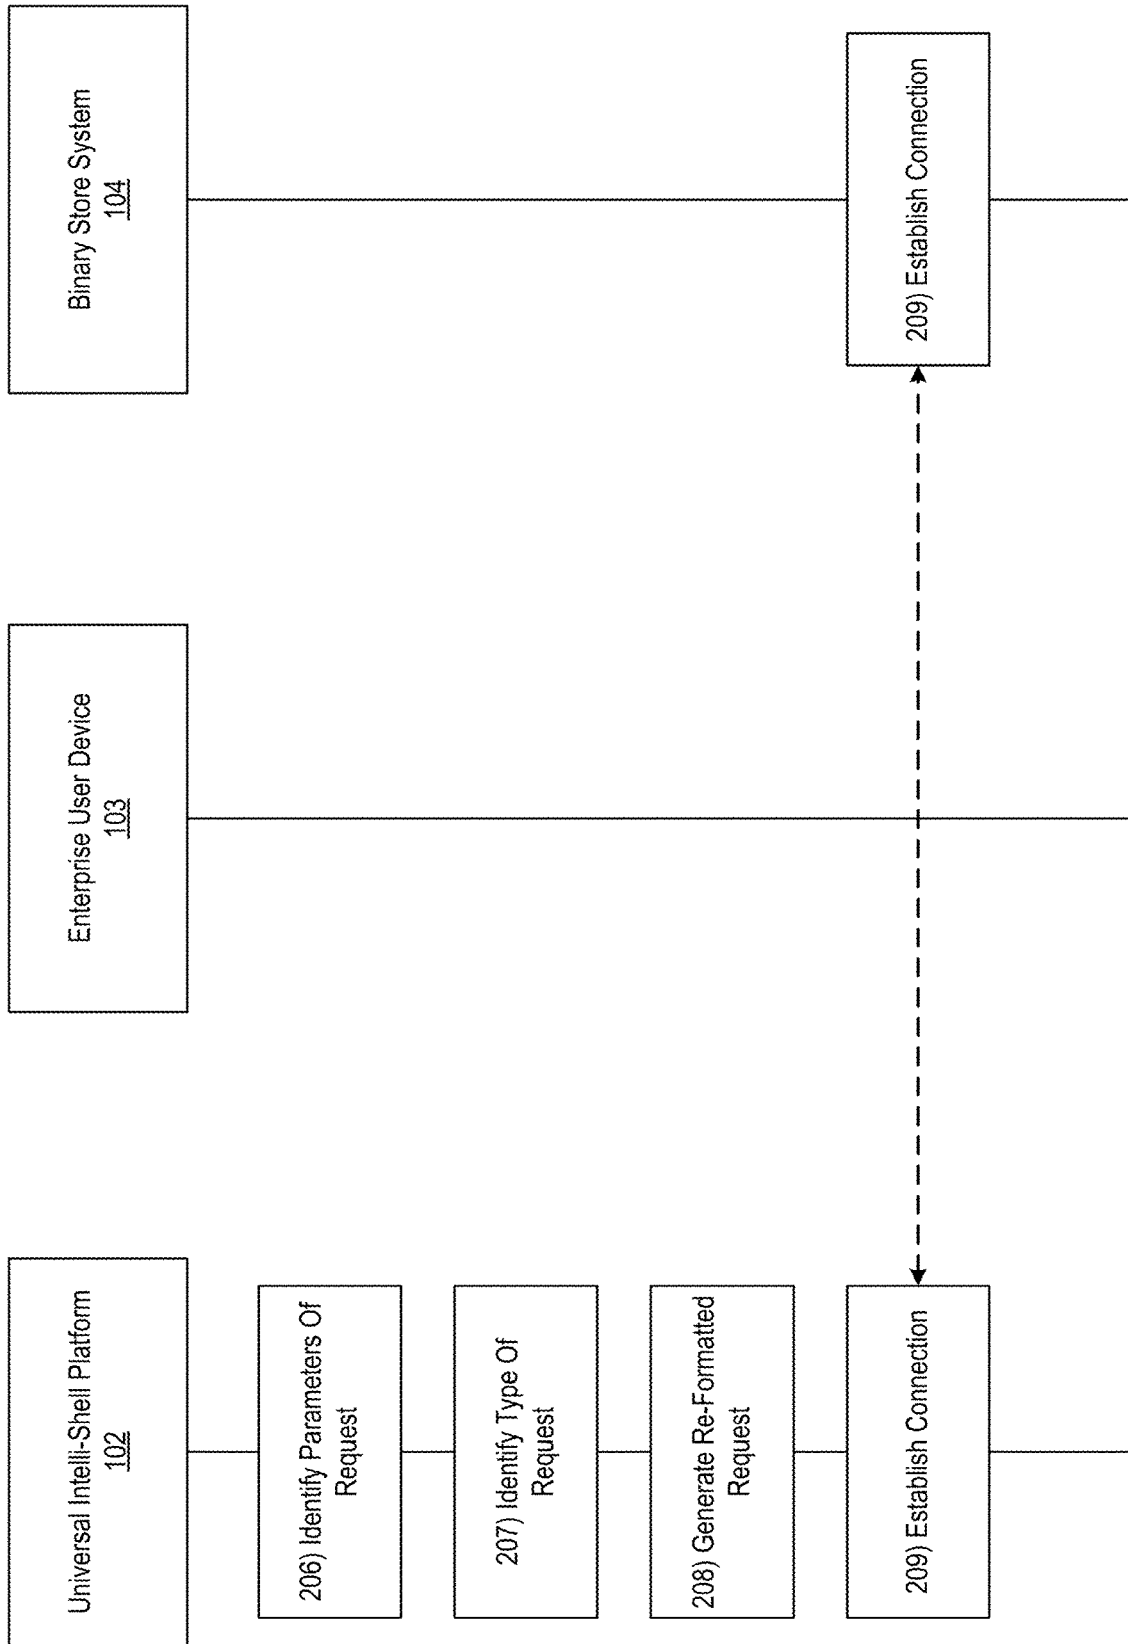 Universal Intelli-Shell Platform
102
Enterprise User Device
103
Binary Store System
104
206) Identify Parameters Of
Request
207) Identify Type Of
Request
208) Generate Re-Formatted
Request
209) Establish Connection
209) Establish Connection